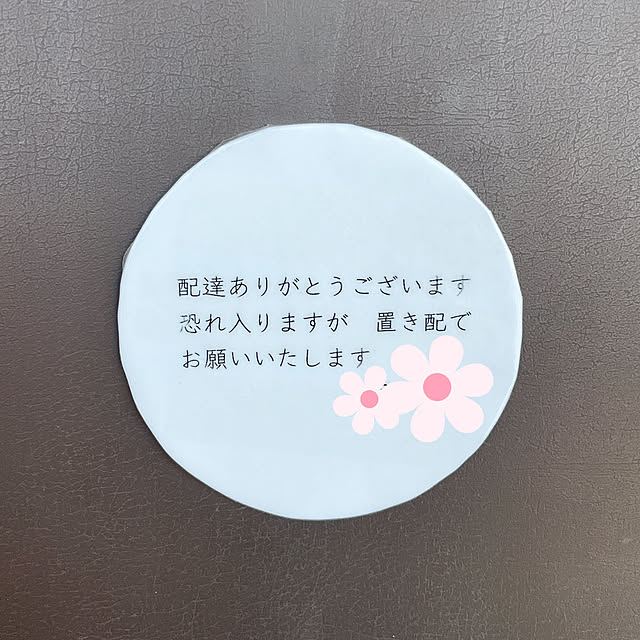 配達ありがとうございます
恐れ入りますが　置き配で
お願いいたします